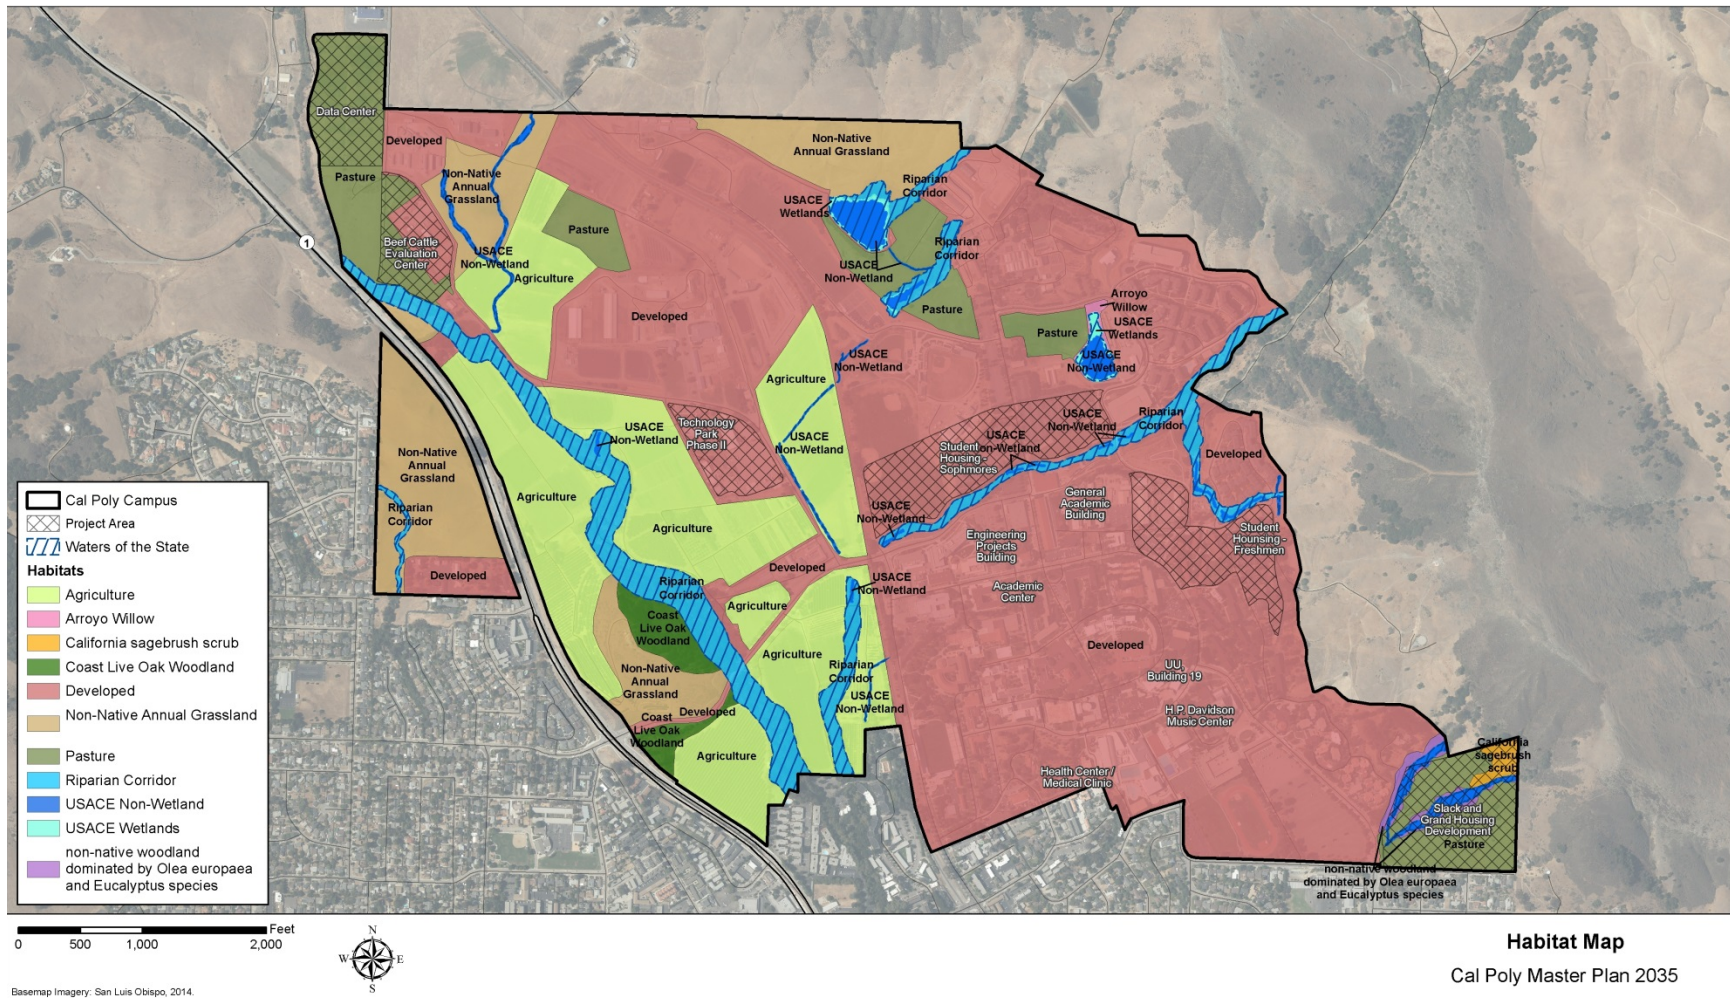 Data Center
Developed
Pasture
Non-Native
Annual
Grassland
Beef Cattle
Evaluation
Center
USACE
Non-Wetland
Agriculture
Pasture
Developed
1
Non-Native
Annual Grassland
Riparian
Corridor
USACE
Wetlands
Riparian
Corridor
USACE
Non-Wetland
Pasture
Arroyo
Willow
USACE
Wetlands
Pasture
USACE
Non-Wetland
USACE
Non-Wetland
Agriculture
USACE
Non-Wetland
Technology
Park
Phase II
USACE
Non-Wetland
USACE
Non-Wetland
Riparian
Corridor
USACE
Non-Wetland
Student
Housing -
Sophmores
Developed
Non-Native
Annual
Grassland
Riparian
Corridor
Developed
Agriculture
Agriculture
USACE
Non-Wetland
General
Academic
Building
Student
Hounsing -
Freshmen
Engineering
Projects
Building
Academic
Center
Developed
USACE
Non-Wetland
Riparian
Corridor
Agriculture
Coast
Live Oak
Woodland
Agriculture
Riparian
Corridor
USACE
Non-Wetland
Non-Native
Annual
Grassland
Developed
Coast
Live Oak
Woodland
Agriculture
Developed
UU,
Building 19
H P Davidson
Music Center
Health Center /
Medical Clinic
California
sagebrush
scrub
Slack and
Grand Housing
Development
Pasture
non-native woodland
dominated by Olea europaea
and Eucalyptus species
Cal Poly Campus
Project Area
Waters of the State
Habitats
Agriculture
Arroyo Willow
California sagebrush scrub
Coast Live Oak Woodland
Developed
Non-Native Annual Grassland
Pasture
Riparian Corridor
USACE Non-Wetland
USACE Wetlands
non-native woodland
dominated by Olea europaea
and Eucalyptus species
Feet
0 500 1,000 2,000
N
W E
S
Basemap Imagery: San Luis Obispo, 2014.
Habitat Map
Cal Poly Master Plan 2035